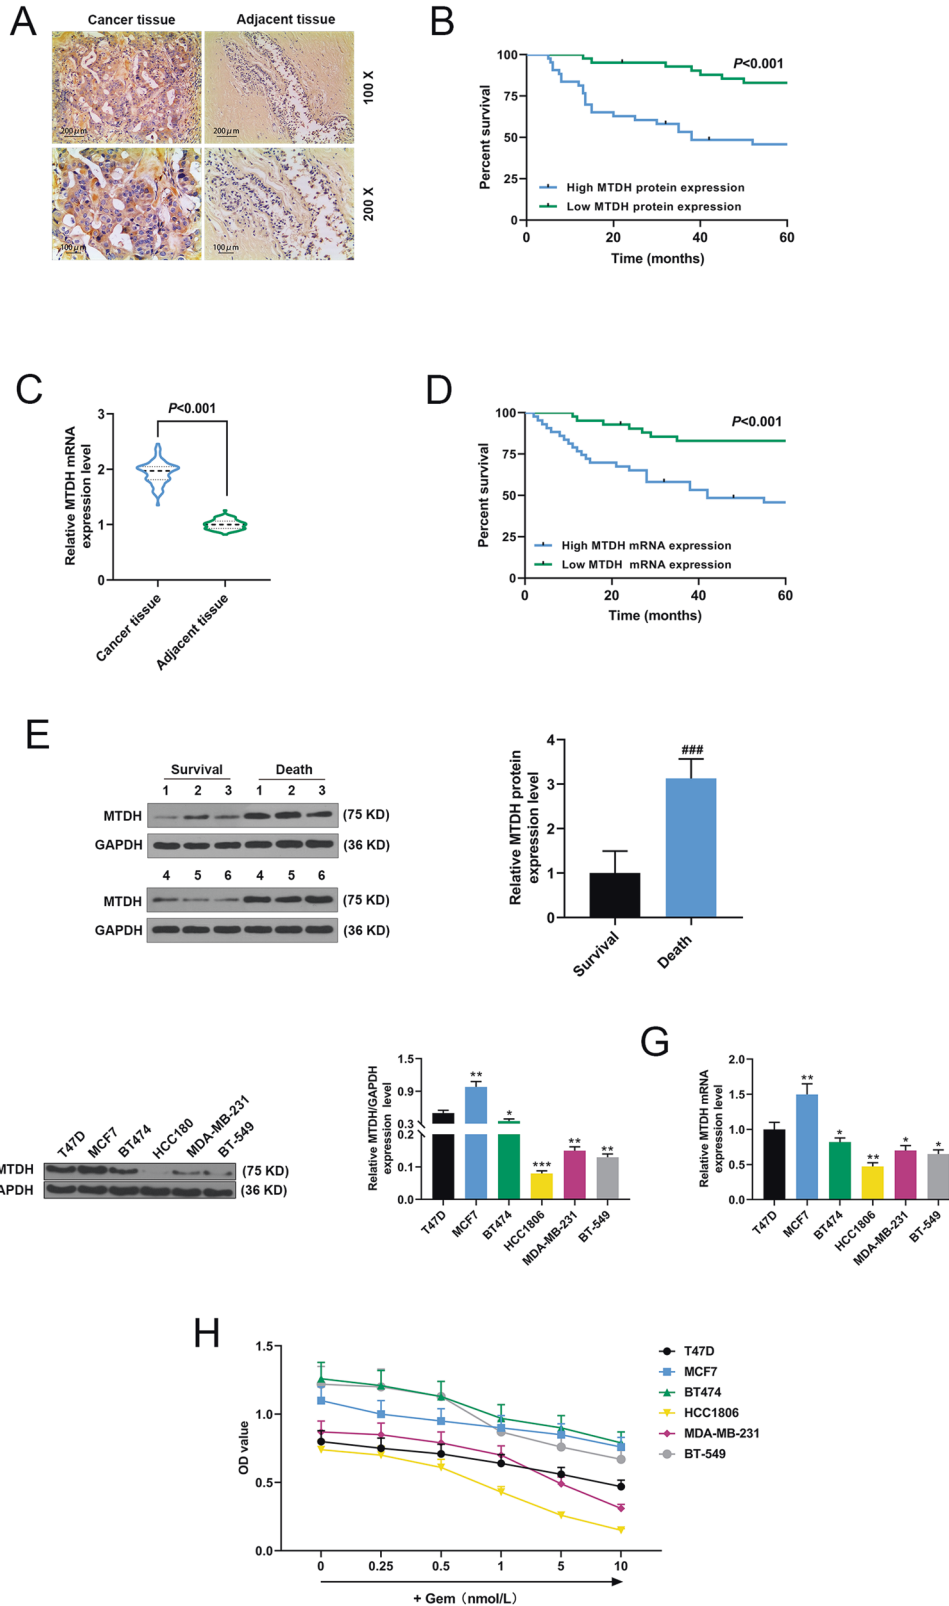 A
Cancer tissue
Adjacent tissue
100 X
200 X
200μm
200μm
100μm
100μm
B
Percent survival
100
75
50
25
0
P<0.001
High MTDH protein expression
Low MTDH protein expression
0 20 40 60
Time (months)
C
Relative MTDH mRNA
expression level
P<0.001
3
2
1
0
Cancer tissue
Adjacent tissue
D
Percent survival
100
75
50
25
0
P<0.001
High MTDH mRNA expression
Low MTDH mRNA expression
0 20 40 60
Time (months)
E
Survival Death
1 2 3 1 2 3
MTDH (75 KD)
GAPDH (36 KD)
4 5 6 4 5 6
MTDH (75 KD)
GAPDH (36 KD)
Relative MTDH protein
expression level
4
3
2
1
0
###
Survival
Death
T47D
MCF7
BT474
HCC180
MDA-MB-231
BT-549
MTDH (75 KD)
APDH (36 KD)
Relative MTDH/GAPDH
expression level
1.5
0.9
0.3
0.2
0.1
0.0
**
*
***
**
**
T47D
MCF7
BT474
HCC1806
MDA-MB-231
BT-549
G
Relative MTDH mRNA
expression level
2.0
1.5
1.0
0.5
0.0
**
*
**
*
*
T47D
MCF7
BT474
HCC1806
MDA-MB-231
BT-549
H
OD value
1.5
1.0
0.5
0.0
0 0.25 0.5 1 5 10
+ Gem（nmol/L）
T47D
MCF7
BT474
HCC1806
MDA-MB-231
BT-549